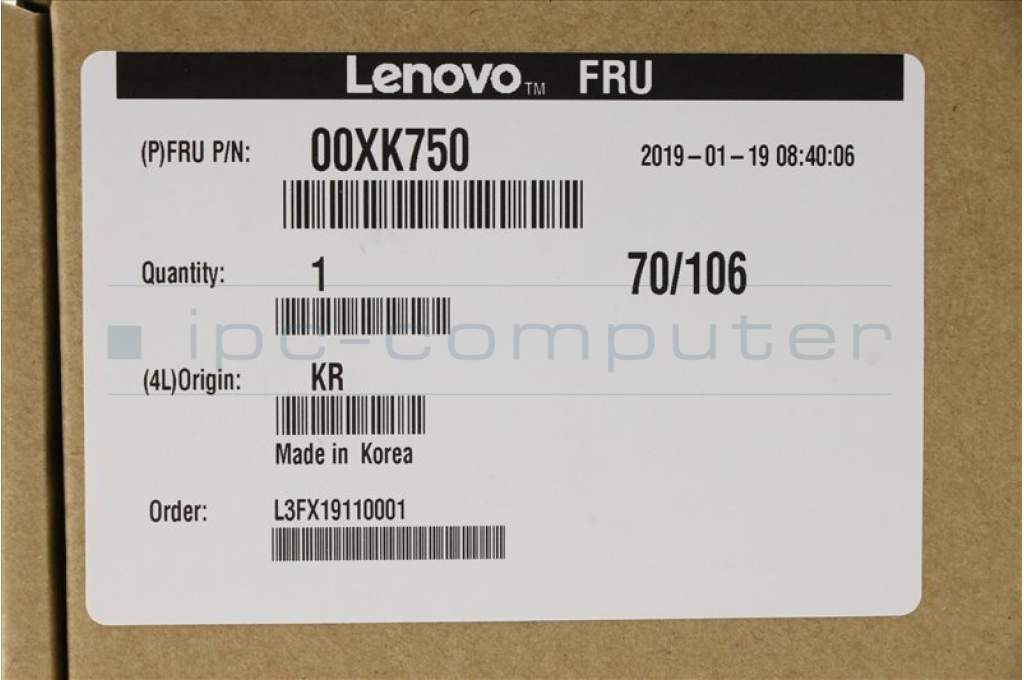 Lenovo™ FRU
(P)FRU P/N: 00XK750 2019-01-19 08:40:06
Quantity: 1 70/106
ipc-computer
(4L)Origin: KR
Made in Korea
Order: L3FX19110001